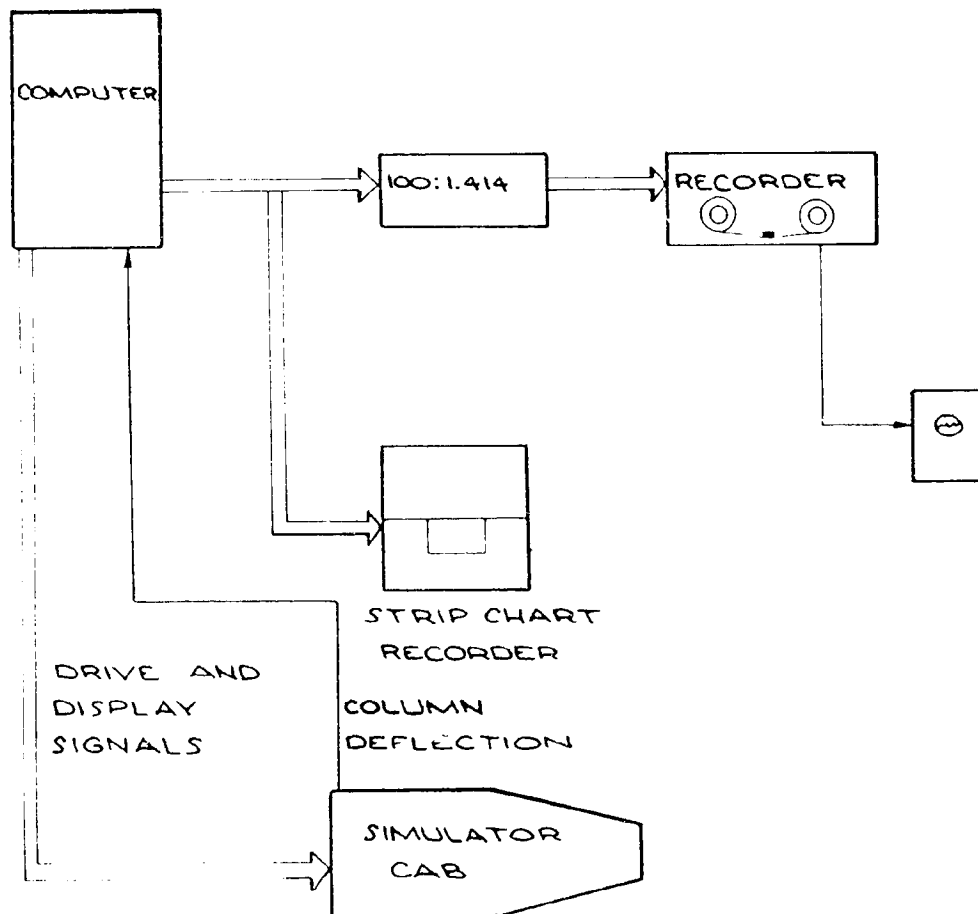 COMPUTER
100:1.414
RECORDER
STRIP CHART
RECORDER
DRIVE AND
DISPLAY
SIGNALS
COLUMN
DEFLECTION
SIMULATOR
CAB